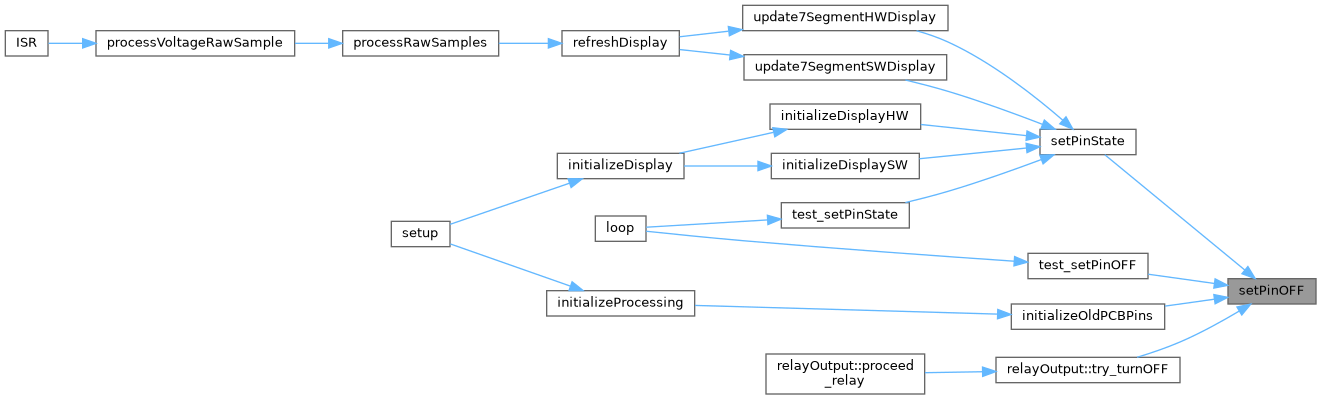 update7SegmentHWDisplay
ISR
processVoltageRawSample
processRawSamples
refreshDisplay
update7SegmentSWDisplay
initializeDisplayHW
setPinState
initializeDisplay
initializeDisplaySW
test_setPinState
setup
loop
test_setPinOFF
setPinOFF
initializeProcessing
initializeOldPCBPins
relayOutput::proceed
_relay
relayOutput::try_turnOFF